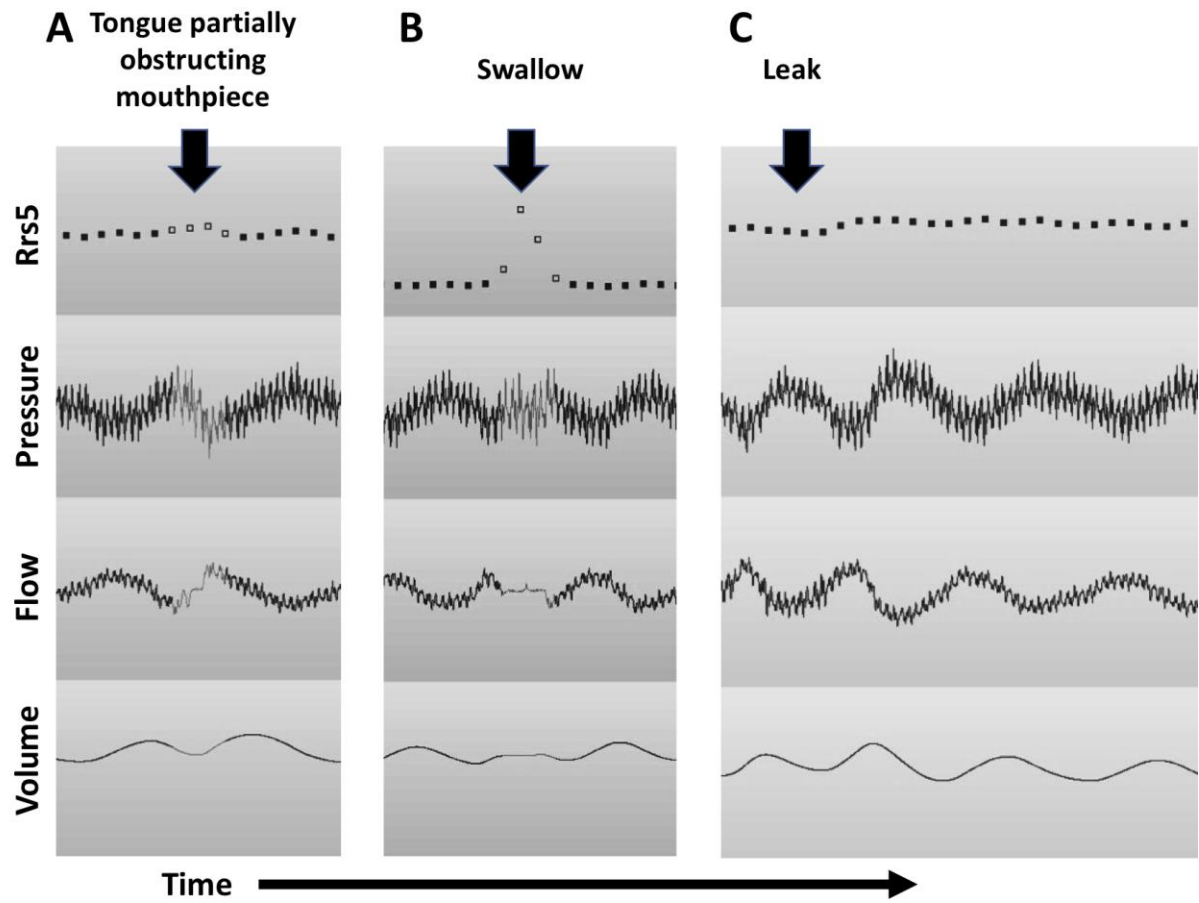 A
Tongue partially
obstructing
mouthpiece
B
Swallow
C
Leak
Rrs5
Pressure
Flow
Volume
Time